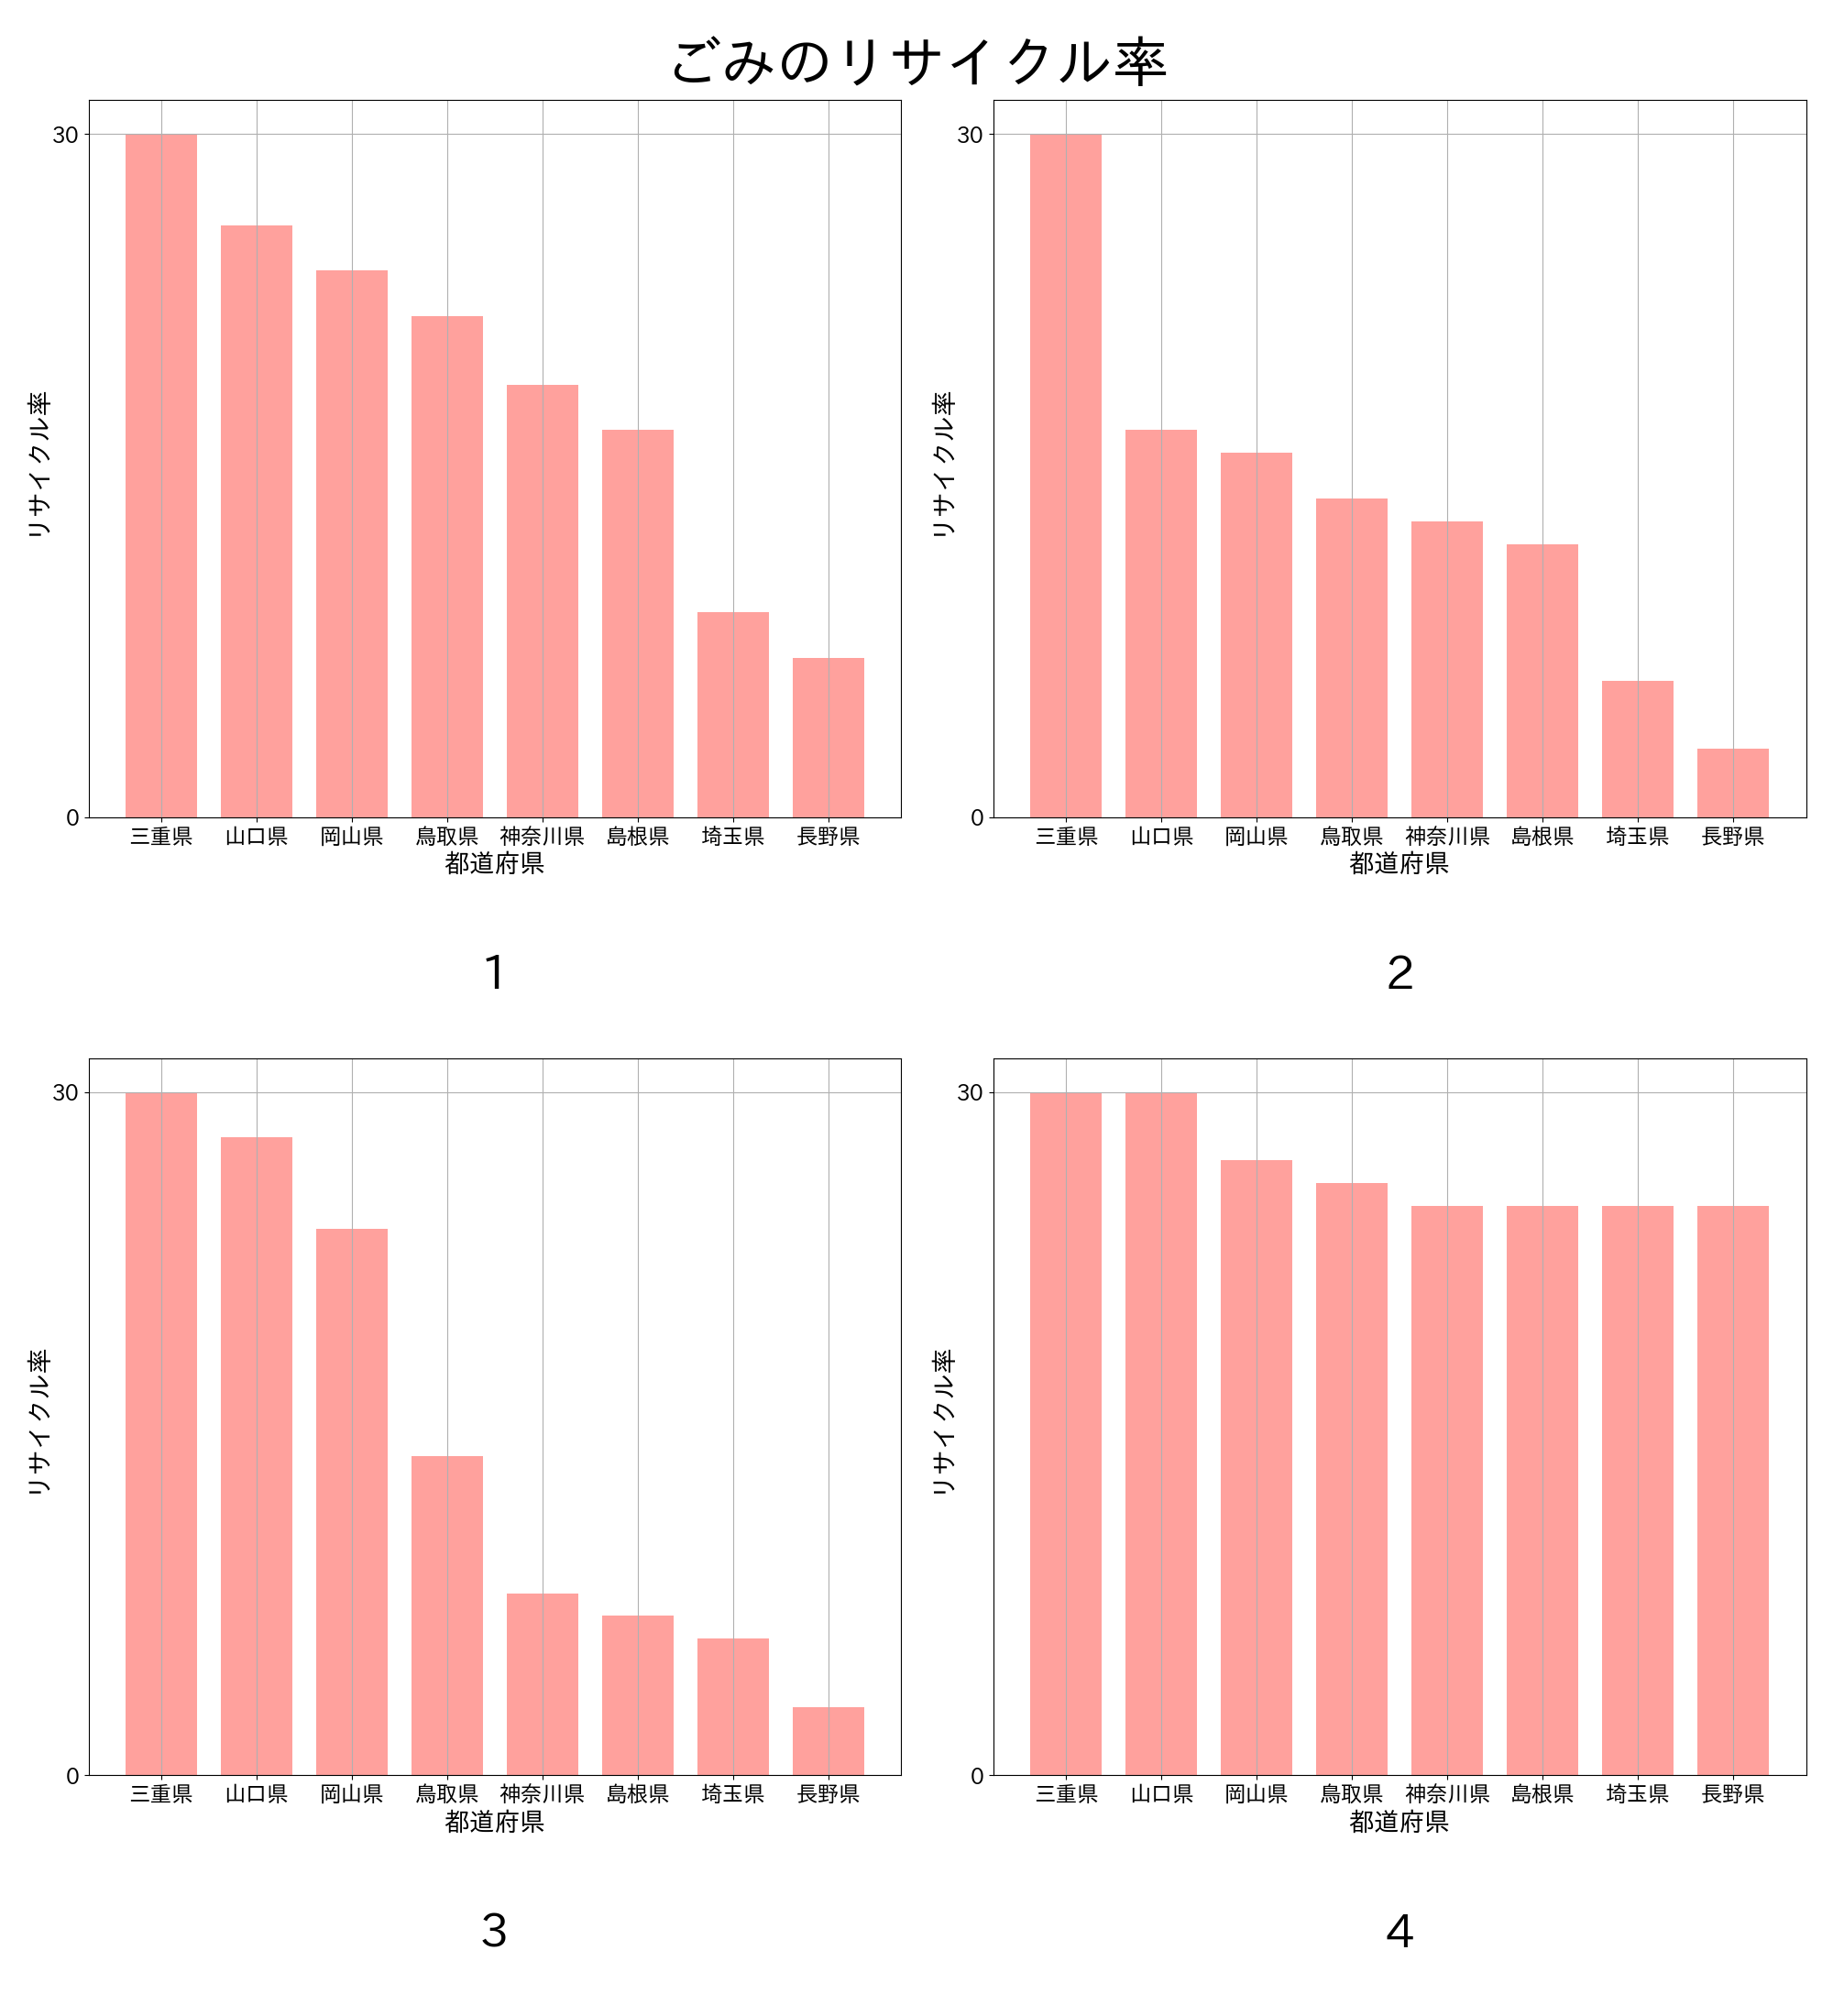 ごみのリサイクル率
30
0
リサイクル率
三重県 山口県 岡山県 鳥取県 神奈川県 島根県 埼玉県 長野県
都道府県
1
30
0
リサイクル率
三重県 山口県 岡山県 鳥取県 神奈川県 島根県 埼玉県 長野県
都道府県
2
30
0
リサイクル率
三重県 山口県 岡山県 鳥取県 神奈川県 島根県 埼玉県 長野県
都道府県
3
30
0
リサイクル率
三重県 山口県 岡山県 鳥取県 神奈川県 島根県 埼玉県 長野県
都道府県
4